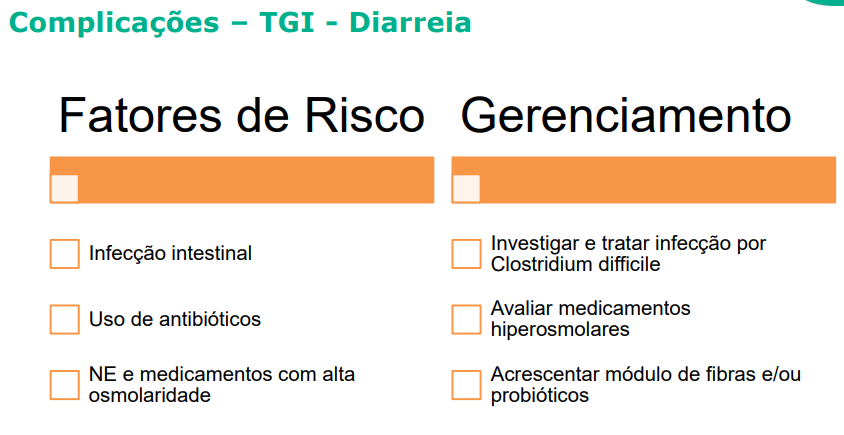 Complicações – TGI - Diarreia
Fatores de Risco
Infecção intestinal
Uso de antibióticos
NE e medicamentos com alta
osmolaridade
Gerenciamento
Investigar e tratar infecção por
Clostridium difficile
Avaliar medicamentos
hiperosmolares
Acrescentar módulo de fibras e/ou
probióticos